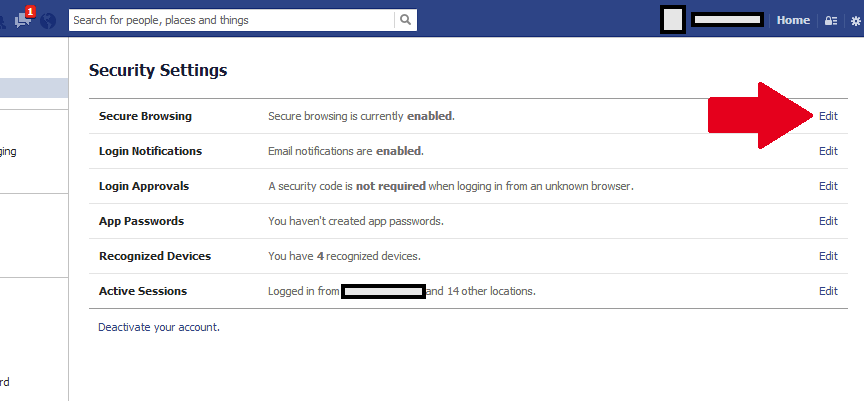 1
Search for people, places and things
Home
Security Settings
Secure Browsing Secure browsing is currently enabled. Edit
ging
Login Notifications Email notifications are enabled. Edit
Login Approvals A security code is not required when logging in from an unknown browser. Edit
App Passwords You haven't created app passwords. Edit
Recognized Devices You have 4 recognized devices. Edit
Active Sessions Logged in from and 14 other locations. Edit
Deactivate your account.
rd